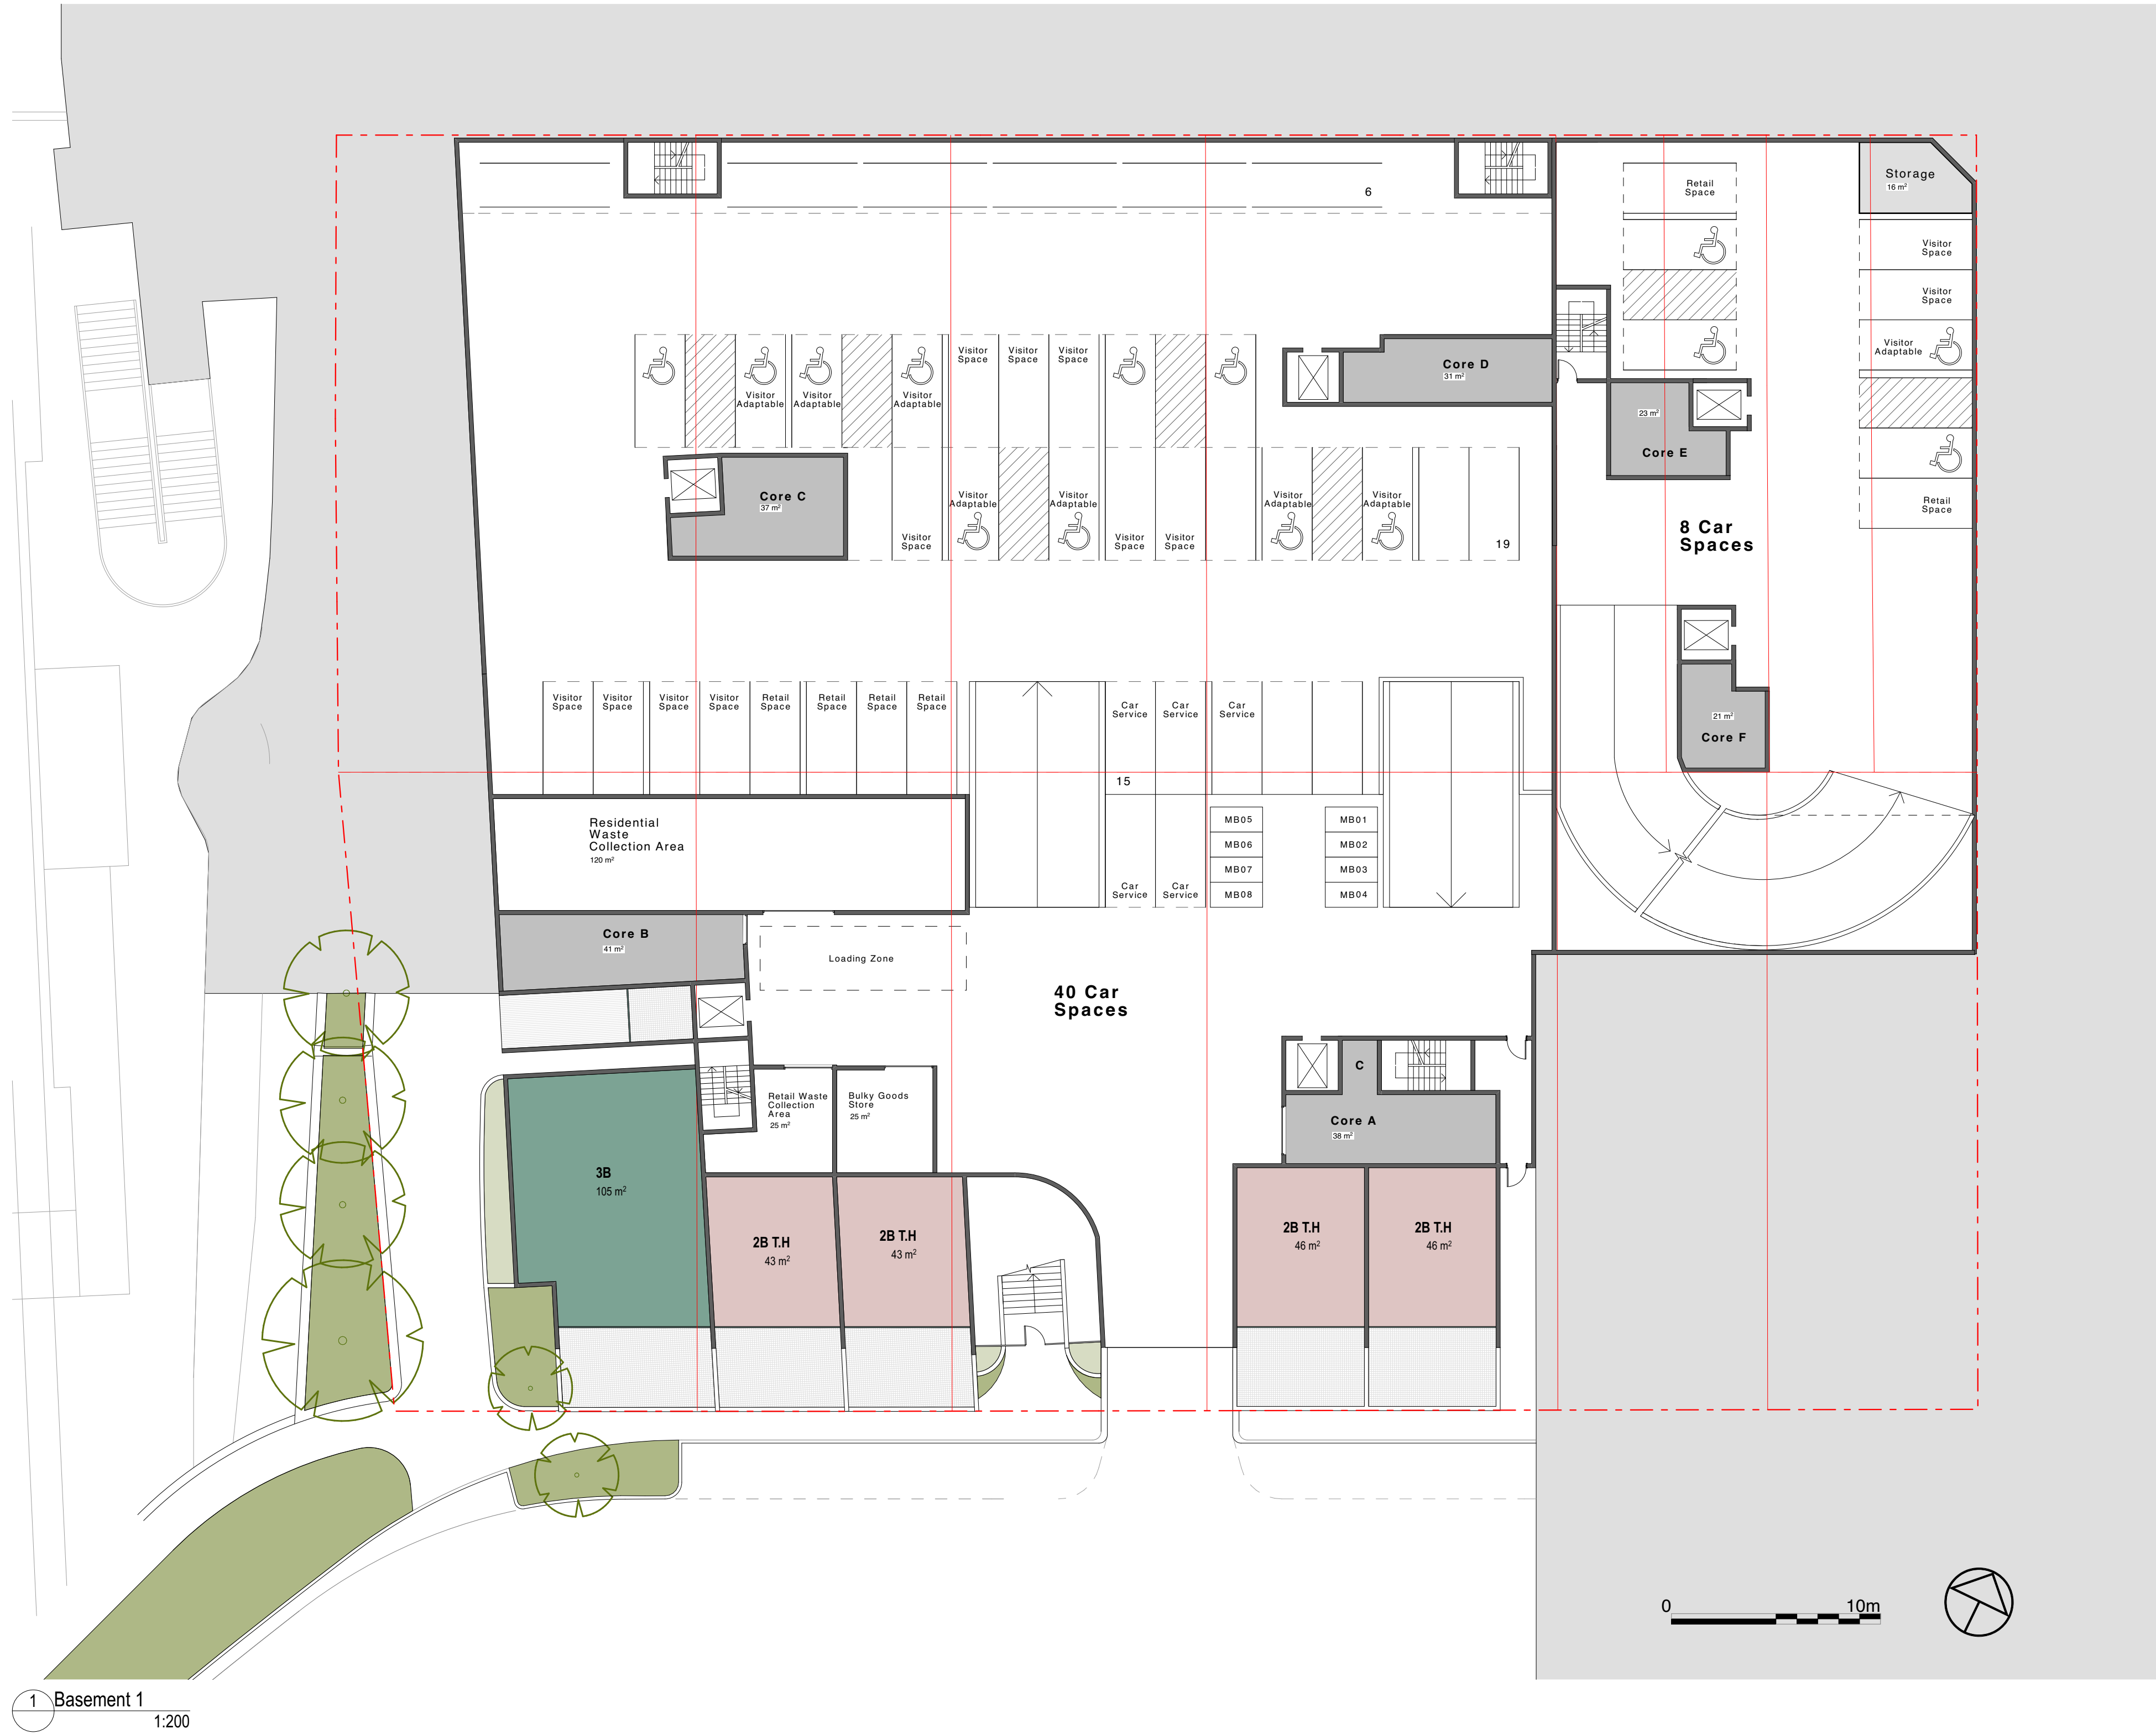 6
Retail
Space
Storage
16 m²
Visitor
Space
Visitor
Space
Visitor
Adaptable
Retail
Space
Visitor
Adaptable
Visitor
Adaptable
Visitor
Adaptable
Visitor
Space
Visitor
Space
Visitor
Space
Core D
31 m²
23 m²
Core E
Core C
37 m²
Visitor
Space
Visitor
Adaptable
Visitor
Adaptable
Visitor
Space
Visitor
Space
Visitor
Adaptable
Visitor
Adaptable
19
8 Car
Spaces
21 m²
Core F
Visitor
Space
Visitor
Space
Visitor
Space
Visitor
Space
Retail
Space
Retail
Space
Retail
Space
Retail
Space
Car
Service
Car
Service
Car
Service
15
Residential
Waste
Collection Area
120 m²
Car
Service
Car
Service
MB05
MB06
MB07
MB08
MB01
MB02
MB03
MB04
Core B
41 m²
Loading Zone
40 Car
Spaces
Retail Waste
Collection
Area
25 m²
Bulky Goods
Store
25 m²
C
Core A
38 m²
3B
105 m²
2B T.H
43 m²
2B T.H
43 m²
2B T.H
46 m²
2B T.H
46 m²
0
10m
1
Basement 1
1:200